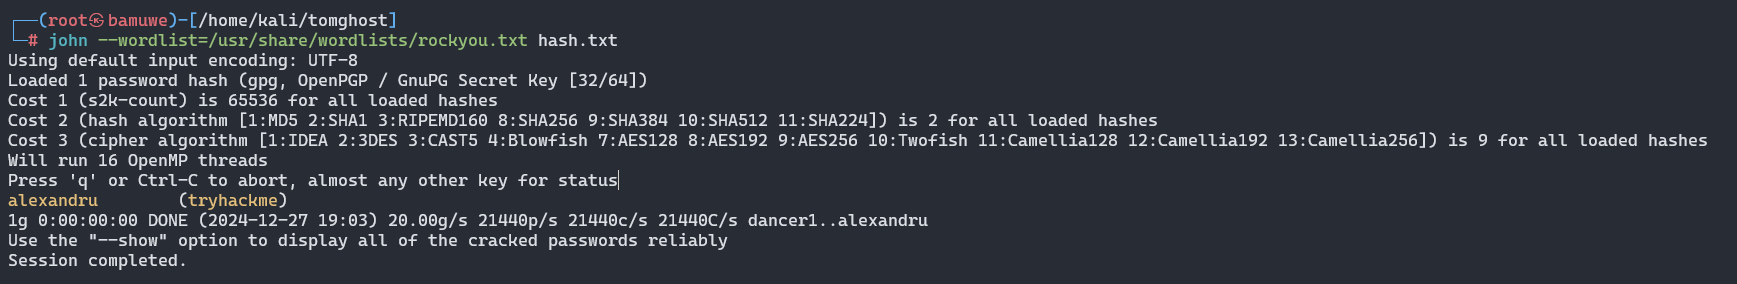 ┌──(root㉿bamuwe)-[/home/kali/tomghost]
└─# john --wordlist=/usr/share/wordlists/rockyou.txt hash.txt
Using default input encoding: UTF-8
Loaded 1 password hash (gpg, OpenPGP / GnuPG Secret Key [32/64])
Cost 1 (s2k-count) is 65536 for all loaded hashes
Cost 2 (hash algorithm [1:MD5 2:SHA1 3:RIPEMD160 8:SHA256 9:SHA384 10:SHA512 11:SHA224]) is 2 for all loaded hashes
Cost 3 (cipher algorithm [1:IDEA 2:3DES 3:CAST5 4:Blowfish 7:AES128 8:AES192 9:AES256 10:Twofish 11:Camellia128 12:Camellia192 13:Camellia256]) is 9 for all loaded hashes
Will run 16 OpenMP threads
Press 'q' or Ctrl-C to abort, almost any other key for status
alexandru        (tryhackme)
1g 0:00:00:00 DONE (2024-12-27 19:03) 20.00g/s 21440p/s 21440c/s 21440C/s dancer1..alexandru
Use the "--show" option to display all of the cracked passwords reliably
Session completed.